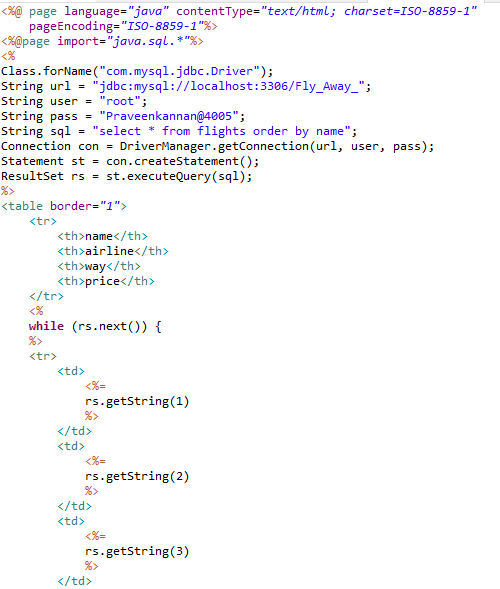 <%@ page language="java" contentType="text/html; charset=ISO-8859-1"
    pageEncoding="ISO-8859-1"%>
<%@page import="java.sql.*"%>
<%
Class.forName("com.mysql.jdbc.Driver");
String url = "jdbc:mysql://localhost:3306/Fly_Away_";
String user = "root";
String pass = "Praveenkannan@4005";
String sql = "select * from flights order by name";
Connection con = DriverManager.getConnection(url, user, pass);
Statement st = con.createStatement();
ResultSet rs = st.executeQuery(sql);
%>
<table border="1">
    <tr>
        <th>name</th>
        <th>airline</th>
        <th>way</th>
        <th>price</th>
    </tr>
    <%
    while (rs.next()) {
    %>
    <tr>
        <td>
            <%=
            rs.getString(1)
            %>
        </td>
        <td>
            <%=
            rs.getString(2)
            %>
        </td>
        <td>
            <%=
            rs.getString(3)
            %>
        </td>